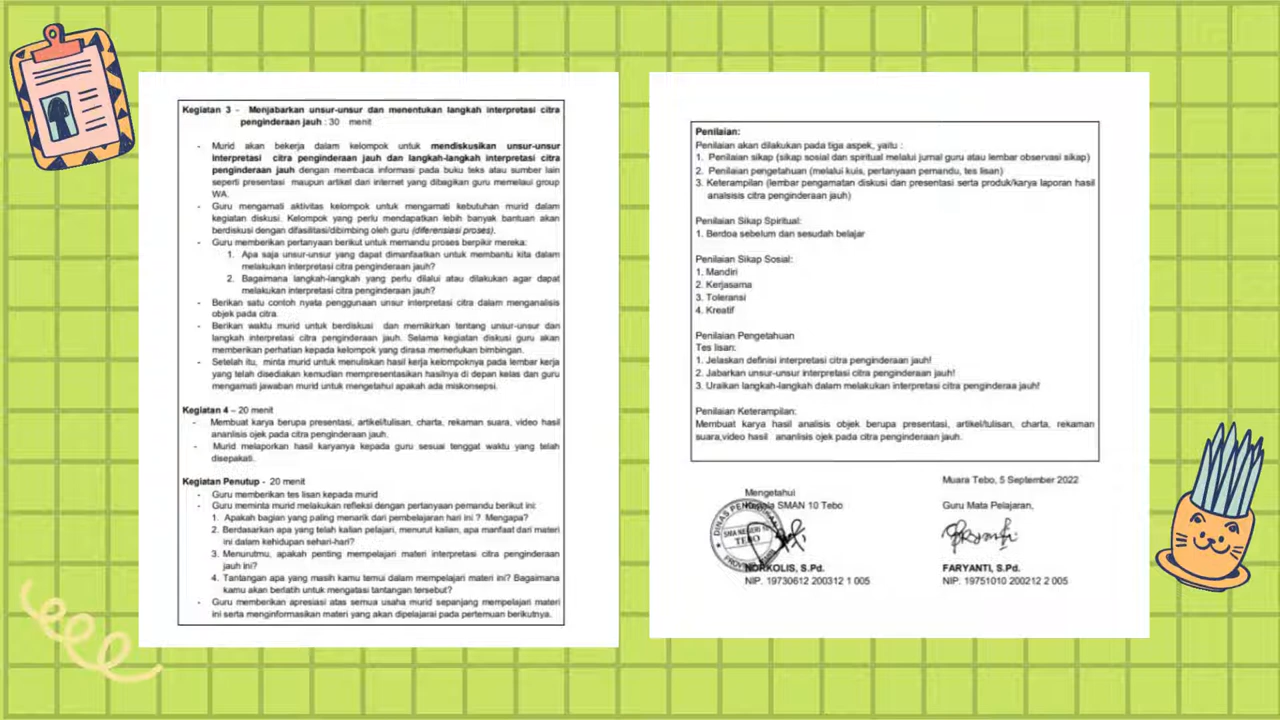 Kegiatan 3 - Menjabarkan unsur-unsur dan menentukan langkah interpretasi citra
penginderaan jauh : 30 menit
- Murid akan bekerja dalam kelompok untuk mendiskusikan unsur-unsur
interpretasi citra penginderaan jauh dan langkah-langkah interpretasi citra
penginderaan jauh dengan membaca informasi pada buku teks atau sumber lain
seperti presentasi maupun artikel dari internet yang dibagikan guru memelaui group
WA.
- Guru mengamati aktivitas kelompok untuk mengamati kebutuhan murid dalam
kegiatan diskusi. Kelompok yang perlu mendapatkan lebih banyak bantuan akan
berdiskusi dengan difasilitasi/dibimbing oleh guru (diferensiasi proses).
- Guru memberikan pertanyaan berikut untuk memandu proses berpikir mereka:
1. Apa saja unsur-unsur yang dapat dimanfaatkan untuk membantu kita dalam
melakukan interpretasi citra penginderaan jauh?
2. Bagaimana langkah-langkah yang perlu dilalui atau dilakukan agar dapat
melakukan interpretasi citra penginderaan jauh?
- Berikan satu contoh nyata penggunaan unsur interpretasi citra dalam menganalisis
objek pada citra.
- Berikan waktu murid untuk berdiskusi dan memikirkan tentang unsur-unsur dan
langkah interpretasi citra penginderaan jauh. Selama kegiatan diskusi guru akan
memberikan perhatian kepada kelompok yang dirasa memerlukan bimbingan.
- Setelah itu, minta murid untuk menuliskan hasil kerja kelompoknya pada lembar kerja
yang telah disediakan kemudian mempresentasikan hasilnya di depan kelas dan guru
mengamati jawaban murid untuk mengetahui apakah ada miskonsepsi.
Kegiatan 4 – 20 menit
- Membuat karya berupa presentasi, artikel/tulisan, charta, rekaman suara, video hasil
ananlisis ojek pada citra penginderaan jauh.
- Murid melaporkan hasil karyanya kepada guru sesuai tenggat waktu yang telah
disepakati.
Kegiatan Penutup - 20 menit
- Guru memberikan tes lisan kepada murid
- Guru meminta murid melakukan refleksi dengan pertanyaan pemandu berikut ini:
1. Apakah bagian yang paling menarik dari pembelajaran hari ini ? Mengapa?
2. Berdasarkan apa yang telah kalian pelajari, menurut kalian, apa manfaat dari materi
ini dalam kehidupan sehari-hari?
3. Menurutmu, apakah penting mempelajari materi interpretasi citra penginderaan
jauh ini?
4. Tantangan apa yang masih kamu temui dalam mempelajari materi ini? Bagaimana
kamu akan berlatih untuk mengatasi tantangan tersebut?
- Guru memberikan apresiasi atas semua usaha murid sepanjang mempelajari materi
ini serta menginformasikan materi yang akan dipelajarai pada pertemuan berikutnya.
Penilaian:
Penilaian akan dilakukan pada tiga aspek, yaitu :
1. Penilaian sikap (sikap sosial dan spiritual melalui jurnal guru atau lembar observasi sikap)
2. Penilaian pengetahuan (melalui kuis, pertanyaan pemandu, tes lisan)
3. Keterampilan (lembar pengamatan diskusi dan presentasi serta produk/karya laporan hasil
analsisis citra penginderaan jauh)
Penilaian Sikap Spiritual:
1. Berdoa sebelum dan sesudah belajar
Penilaian Sikap Sosial:
1. Mandiri
2. Kerjasama
3. Toleransi
4. Kreatif
Penilaian Pengetahuan
Tes lisan:
1. Jelaskan definisi interpretasi citra penginderaan jauh!
2. Jabarkan unsur-unsur interpretasi citra penginderaan jauh!
3. Uraikan langkah-langkah dalam melakukan interpretasi citra penginderaa jauh!
Penilaian Keterampilan:
Membuat karya hasil analisis objek berupa presentasi, artikel/tulisan, charta, rekaman
suara,video hasil ananlisis ojek pada citra penginderaan jauh.
Muara Tebo, 5 September 2022
Mengetahui
Kepala SMAN 10 Tebo
Guru Mata Pelajaran,
SMA NEGERI 10
TEBO
NORKOLIS, S.Pd.
NIP. 19730612 200312 1 005
FARYANTI, S.Pd.
NIP. 19751010 200212 2 005